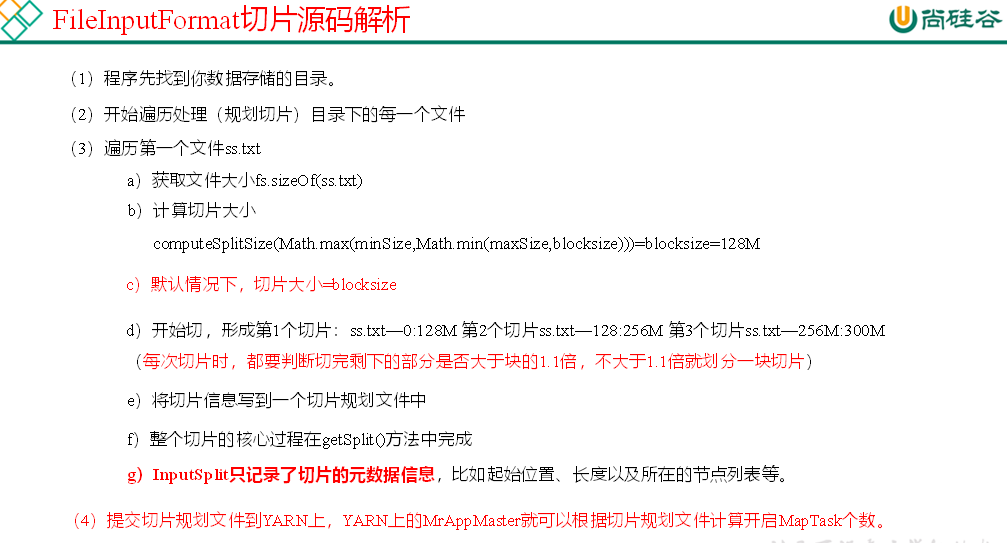 FileInputFormat切片源码解析
尚硅谷
（1）程序先找到你数据存储的目录。
（2）开始遍历处理（规划切片）目录下的每一个文件
（3）遍历第一个文件ss.txt
a）获取文件大小fs.sizeOf(ss.txt)
b）计算切片大小
computeSplitSize(Math.max(minSize,Math.min(maxSize,blocksize)))=blocksize=128M
c）默认情况下，切片大小=blocksize
d）开始切，形成第1个切片：ss.txt—0:128M 第2个切片ss.txt—128:256M 第3个切片ss.txt—256M:300M
（每次切片时，都要判断切完剩下的部分是否大于块的1.1倍，不大于1.1倍就划分一块切片）
e）将切片信息写到一个切片规划文件中
f）整个切片的核心过程在getSplit()方法中完成
g）InputSplit只记录了切片的元数据信息，比如起始位置、长度以及所在的节点列表等。
（4）提交切片规划文件到YARN上，YARN上的MrAppMaster就可以根据切片规划文件计算开启MapTask个数。